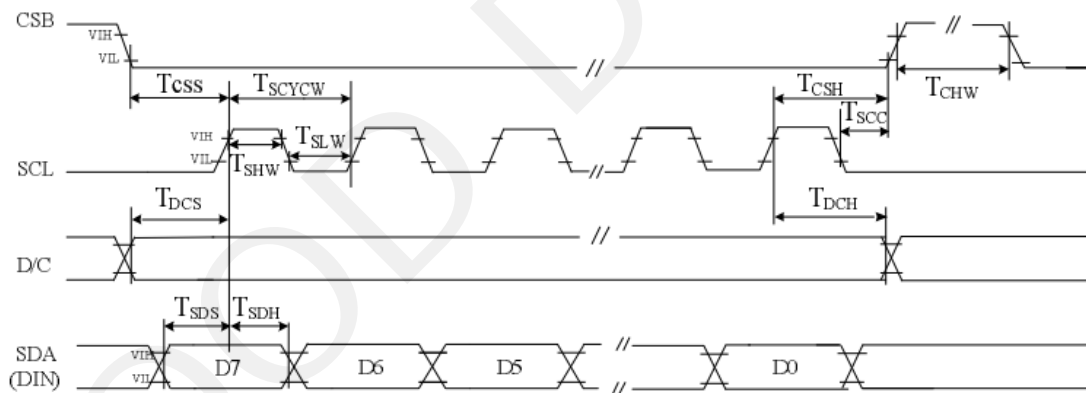 CSB
VIH
VIL
//
//
Tcss
TSCYCW
TCSH
TCHW
TSCC
SCL
VIH
VIL
TSHW
TSLW
//
TDCS
TDCH
D/C
//
TSDS
TSDH
SDA
(DIN)
VIH
VIL
D7
D6
D5
//
//
D0